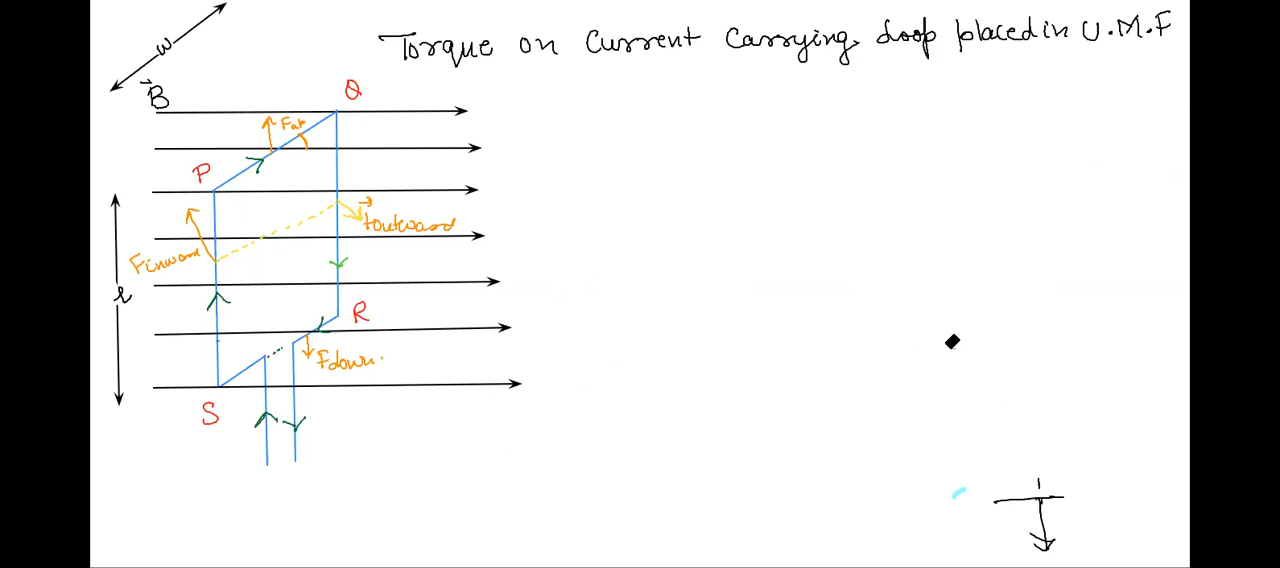 Torque on Current Carrying loop placed in U.M.F
w
B
Q
Fup
P
Foutward
Finward
l
R
Fdown.
S